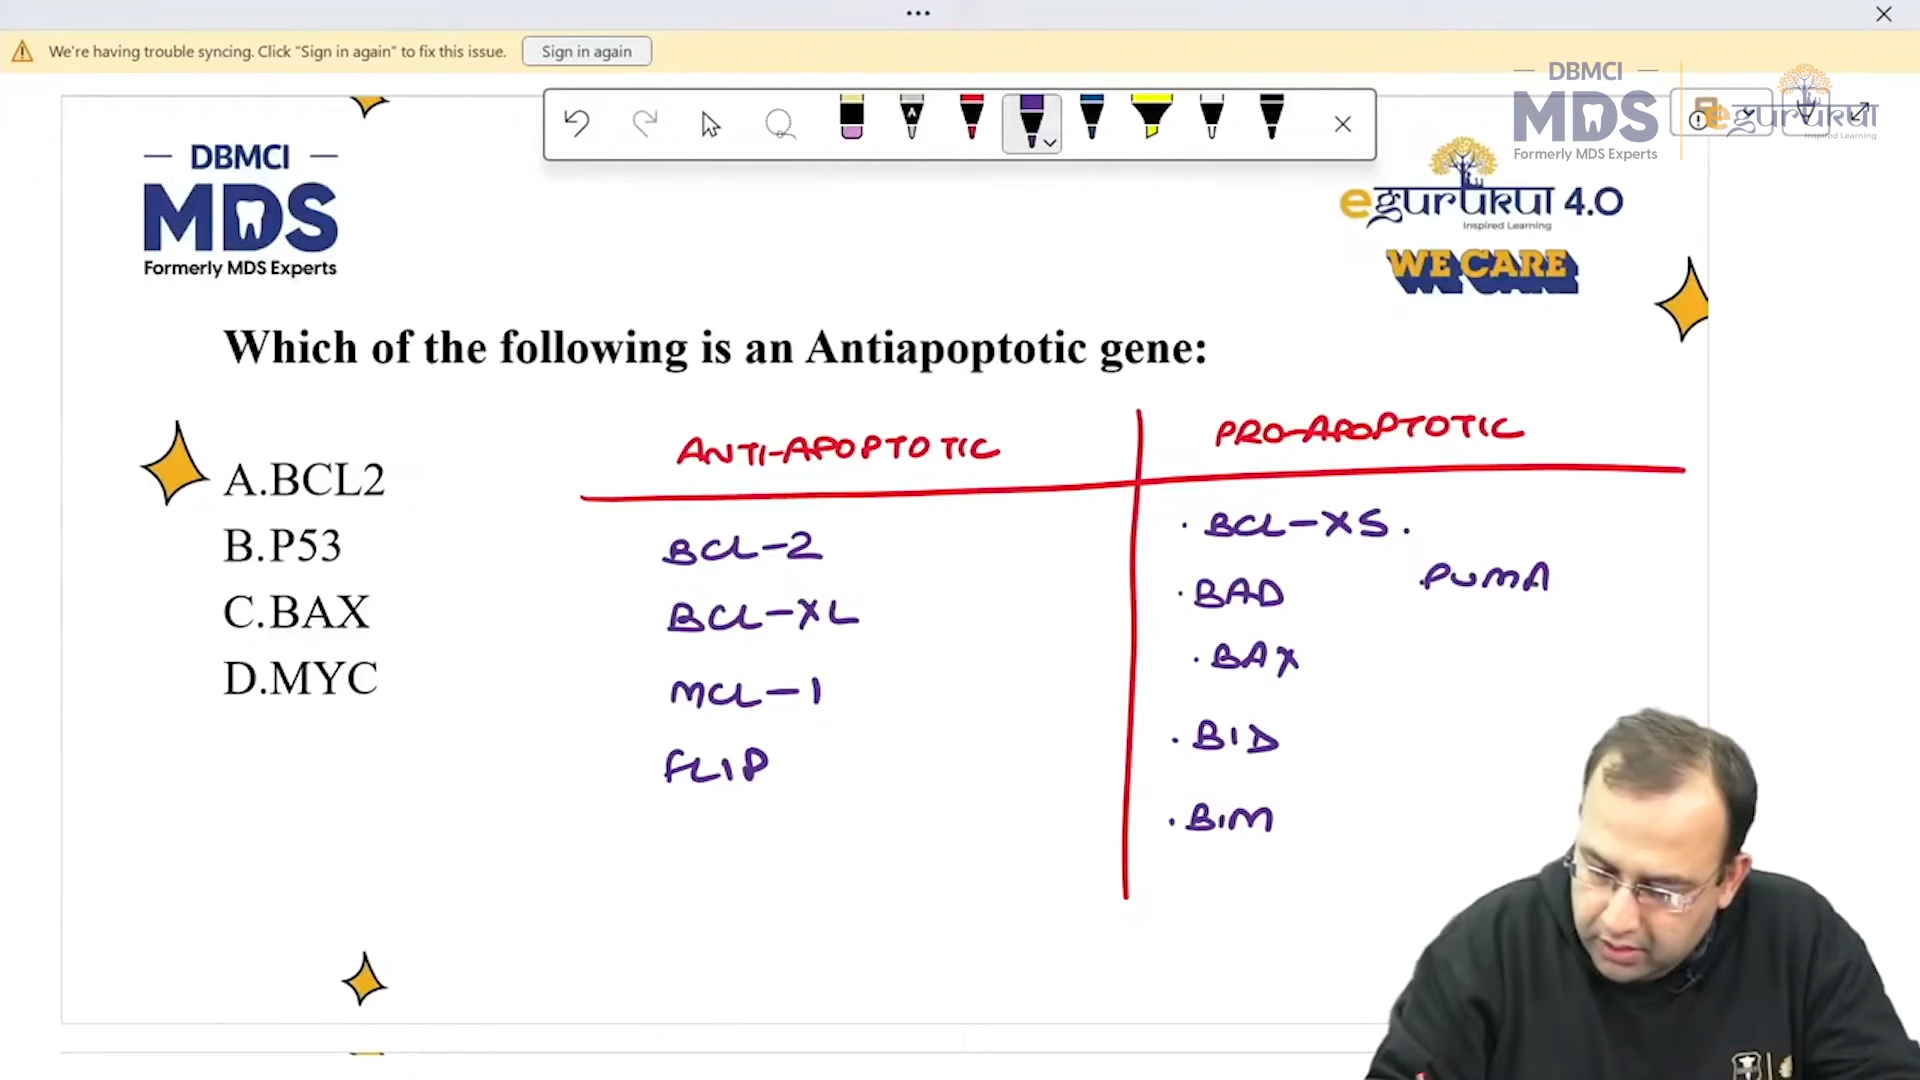 We're having trouble syncing. Click "Sign in again" to fix this issue.
Sign in again
DBMCI
MDS
Formerly MDS Experts
egurukul
Inspired Learning
DBMCI
MDS
Formerly MDS Experts
egurukul 4.0
Inspired Learning
WE CARE
Which of the following is an Antiapoptotic gene:
A.BCL2
B.P53
C.BAX
D.MYC
ANTI-APOPTOTIC
BCL-2
BCL-XL
MCL-1
FLIP
PRO-APOPTOTIC
· BCL-XS.
· BAD
.PUMA
· BAX
· BID
· BIM